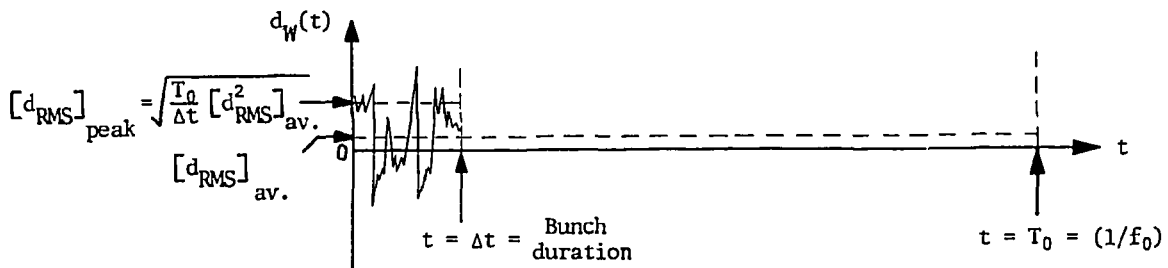 d_W(t)
[d_RMS]_peak = √(T_0/Δt [d²_RMS]_av.)
0
[d_RMS]_av.
t
t = Δt = Bunch duration
t = T_0 = (1/f_0)